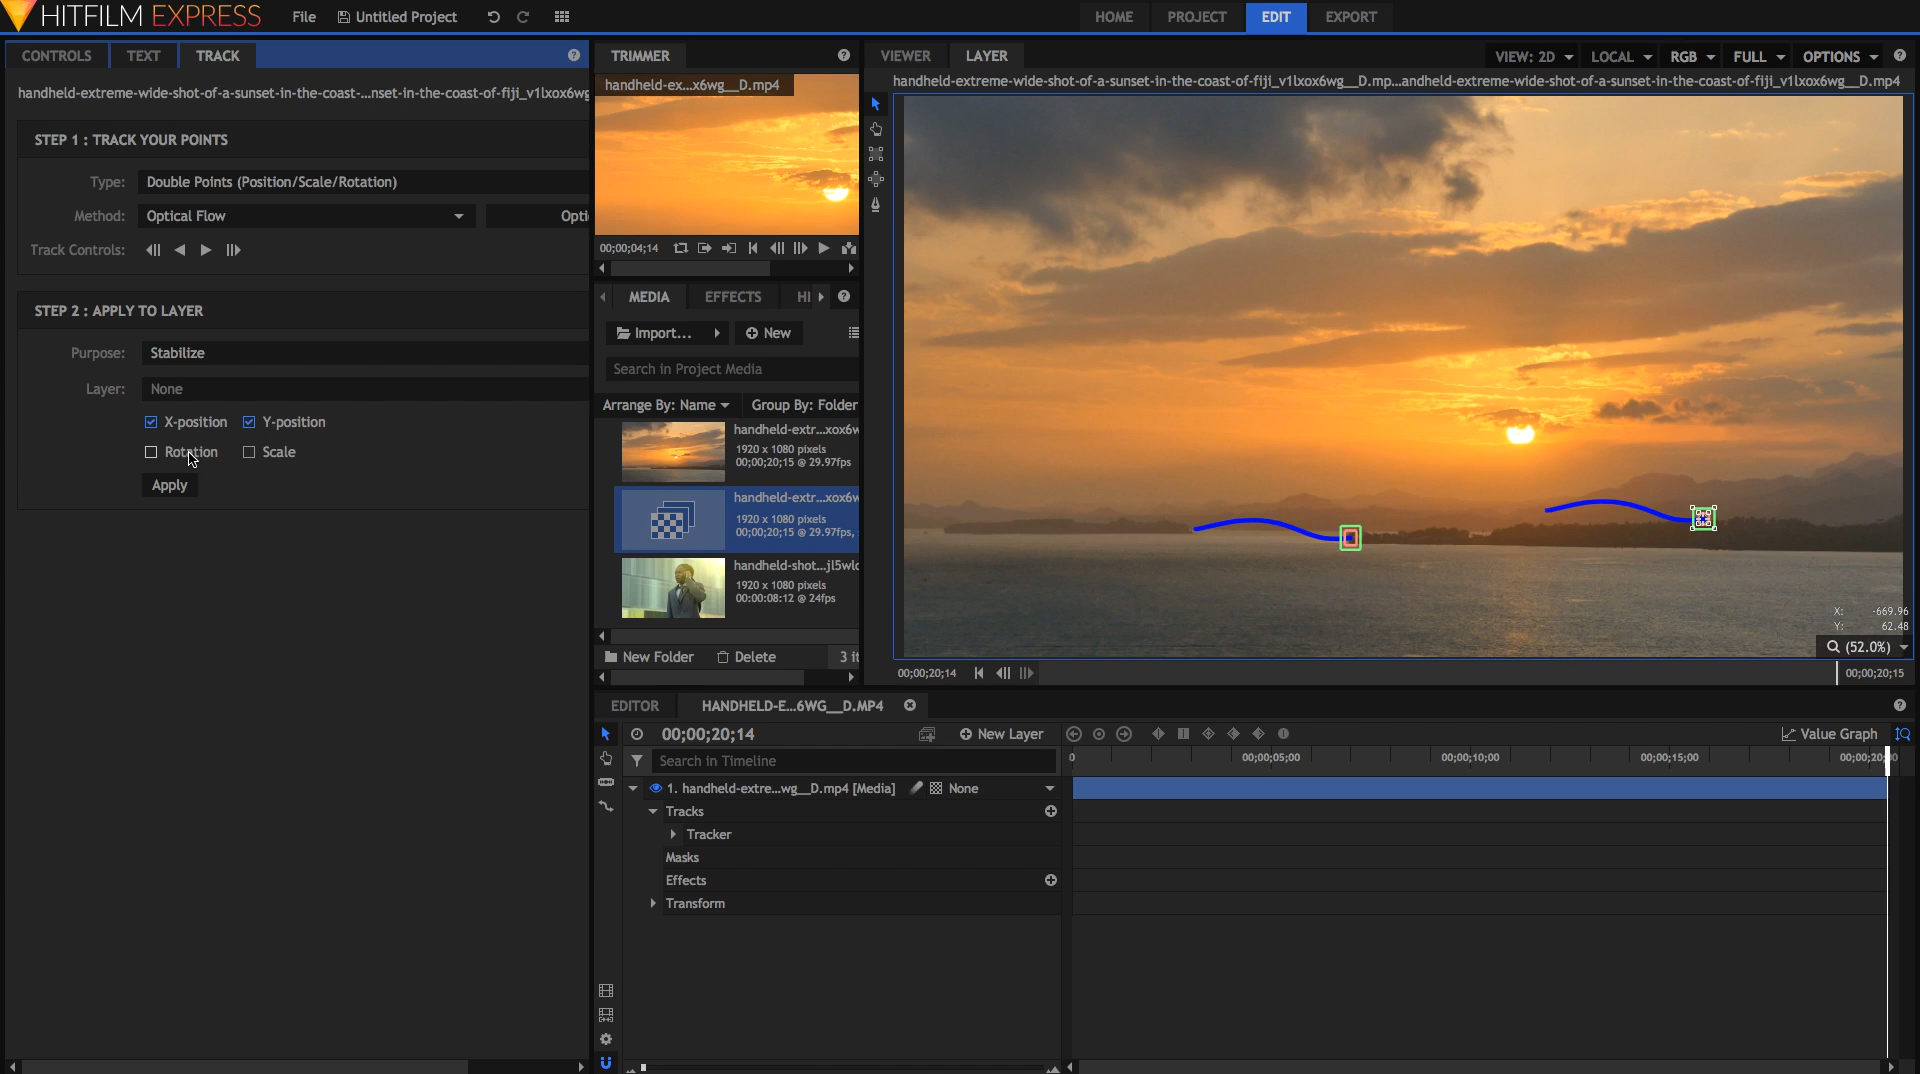 HITFILM EXPRESS
File
Untitled Project
HOME
PROJECT
EDIT
EXPORT
CONTROLS
TEXT
TRACK
handheld-extreme-wide-shot-of-a-sunset-in-the-coast-...nset-in-the-coast-of-fiji_v1lxox6wg
STEP 1 : TRACK YOUR POINTS
Type:
Double Points (Position/Scale/Rotation)
Method:
Optical Flow
Opti
Track Controls:
STEP 2 : APPLY TO LAYER
Purpose:
Stabilize
Layer:
None
X-position
Y-position
Rotation
Scale
Apply
TRIMMER
handheld-ex...x6wg__D.mp4
00;00;04;14
MEDIA
EFFECTS
HI
Import...
New
Search in Project Media
Arrange By: Name
Group By: Folder
handheld-extr...xox6w
1920 x 1080 pixels
00;00;20;15 @ 29.97fps
handheld-extr...xox6w
1920 x 1080 pixels
00;00;20;15 @ 29.97fps,
handheld-shot...jl5wlc
1920 x 1080 pixels
00:00:08:12 @ 24fps
New Folder
Delete
3 it
VIEWER
LAYER
VIEW: 2D
LOCAL
RGB
FULL
OPTIONS
handheld-extreme-wide-shot-of-a-sunset-in-the-coast-of-fiji_v1lxox6wg__D.mp...andheld-extreme-wide-shot-of-a-sunset-in-the-coast-of-fiji_v1lxox6wg__D.mp4
X: -669.96
Y: 62.48
(52.0%)
00;00;20;14
00;00;20;15
EDITOR
HANDHELD-E...6WG__D.MP4
00;00;20;14
New Layer
Value Graph
Search in Timeline
0
00;00;05;00
00;00;10;00
00;00;15;00
00;00;20;00
1. handheld-extre...wg__D.mp4 [Media]
None
Tracks
Tracker
Masks
Effects
Transform